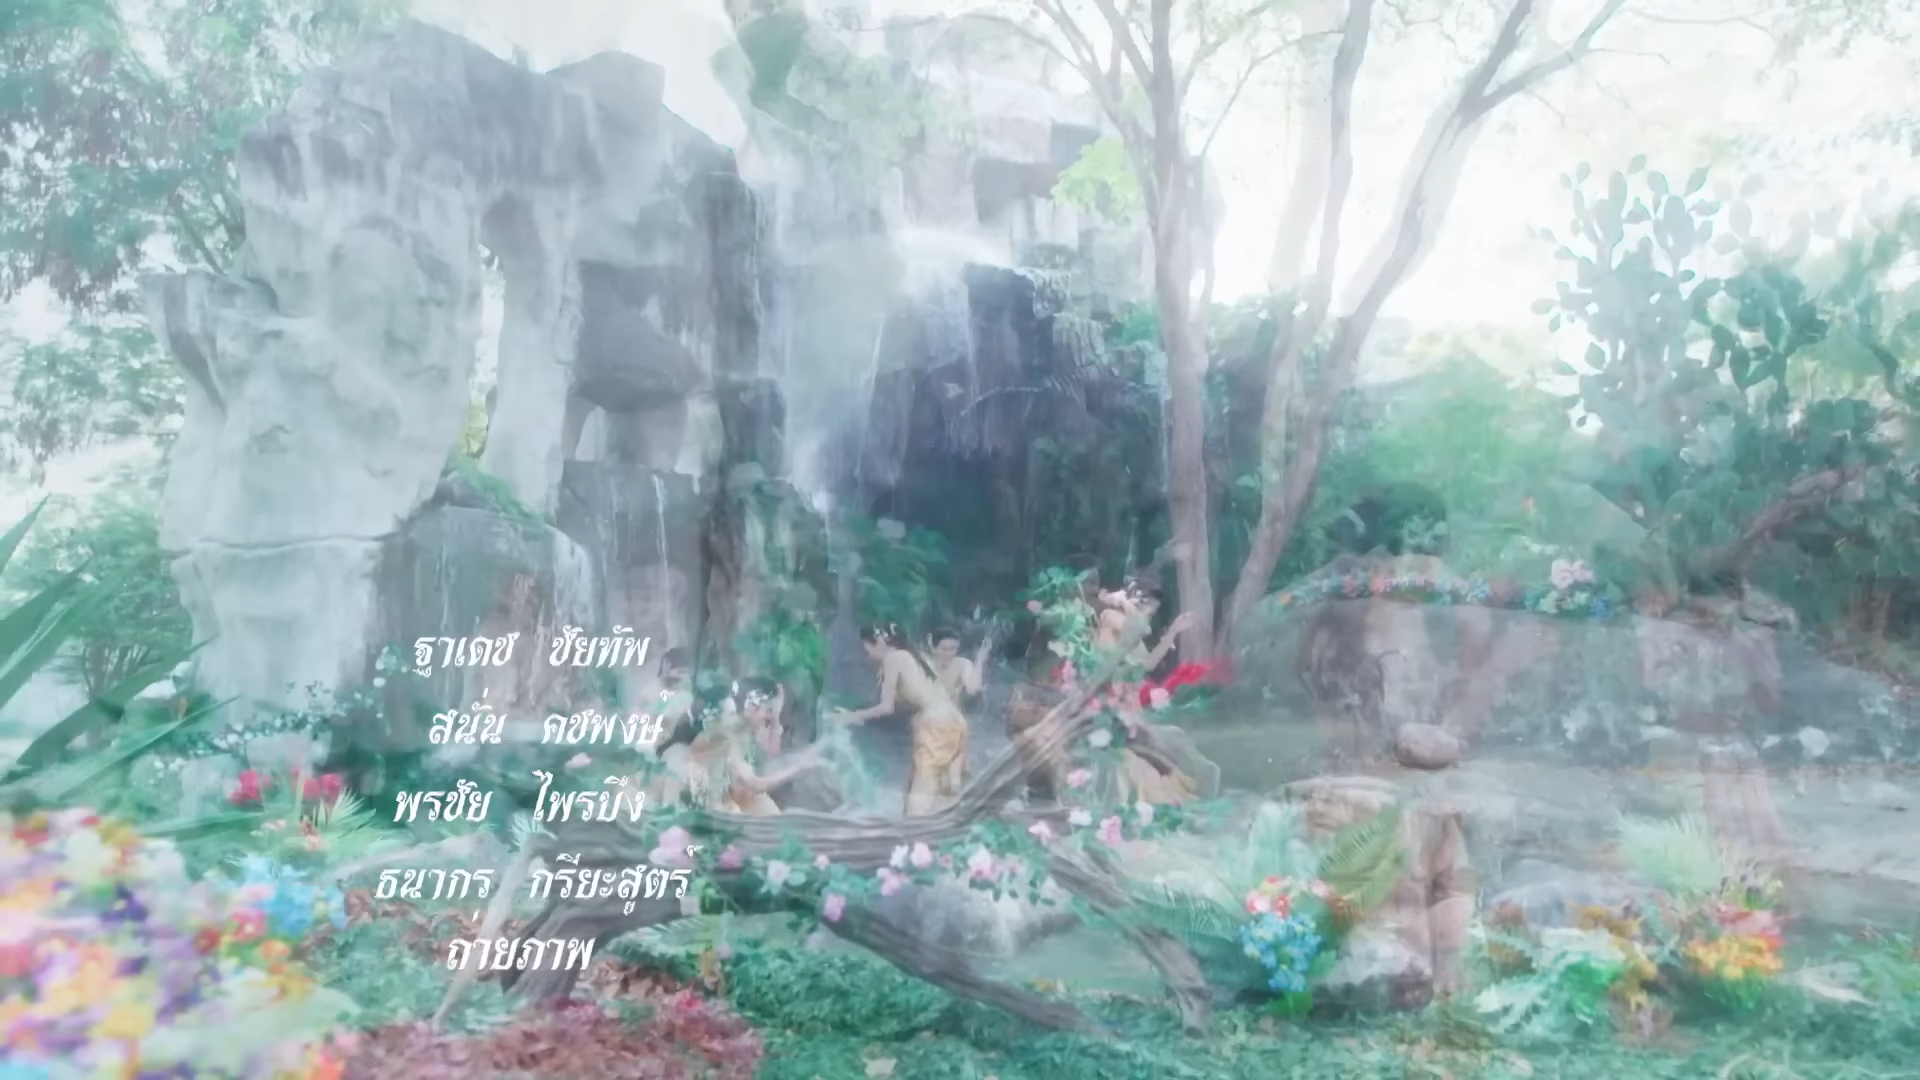 ฐาเดช ชัยทัพ
สนั่น คชพงษ์
พรชัย ไพรบึง
ธนากร กรียะสูตร์
ถ่ายภาพ